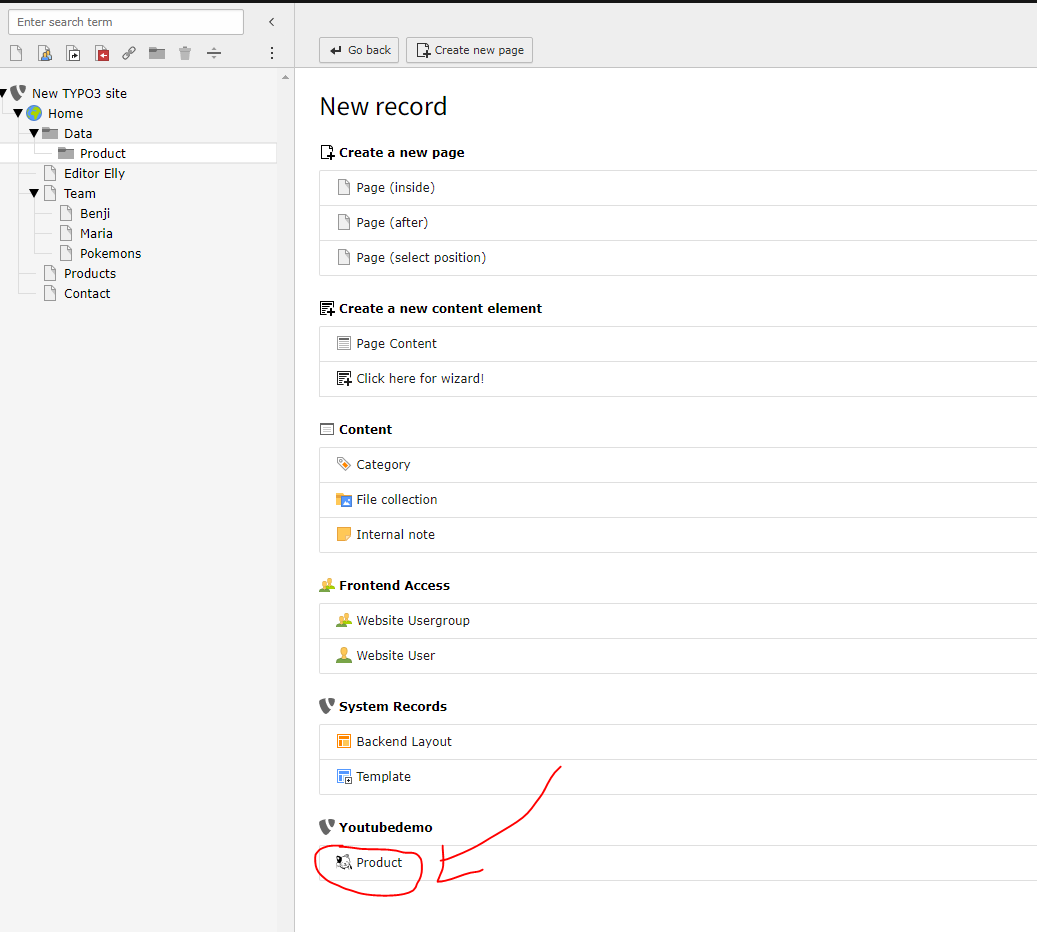 Enter search term
Go back
Create new page
New TYPO3 site
Home
Data
Product
Editor Elly
Team
Benji
Maria
Pokemons
Products
Contact
New record
Create a new page
Page (inside)
Page (after)
Page (select position)
Create a new content element
Page Content
Click here for wizard!
Content
Category
File collection
Internal note
Frontend Access
Website Usergroup
Website User
System Records
Backend Layout
Template
Youtubedemo
Product